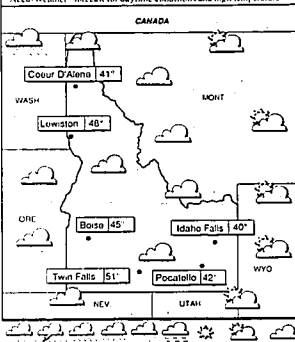 CANADA
Coeur D'Alene 41°
WASH
MONT
Lewiston 48°
ORE
Boise 45°
Idaho Falls 40°
WYO
Twin Falls 51°
Pocatello 42°
NEV.
UTAH